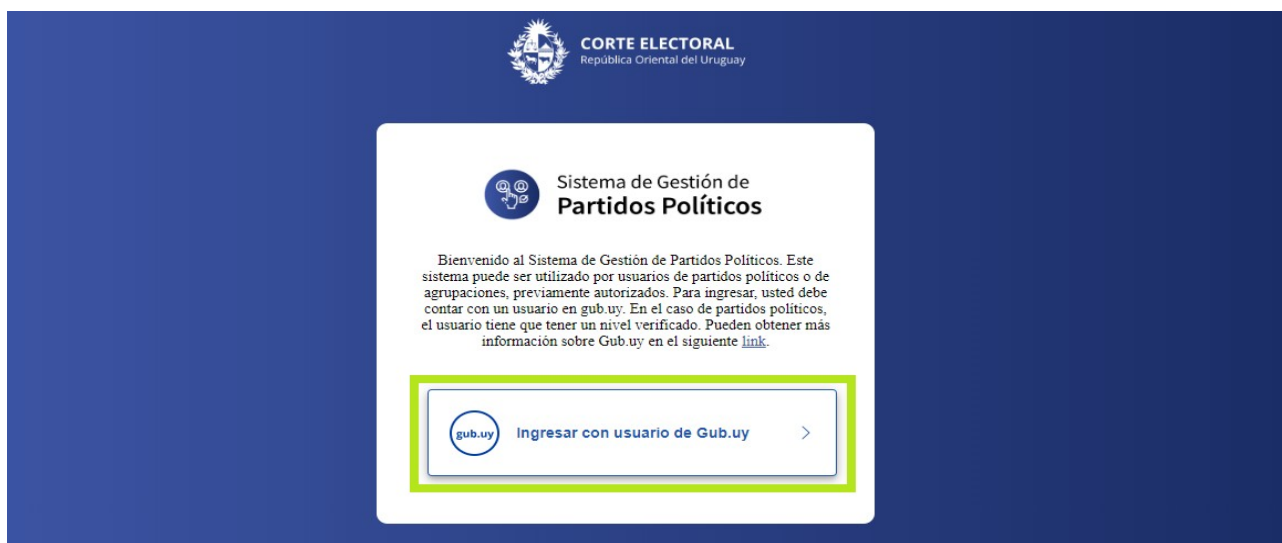 CORTE ELECTORAL
República Oriental del Uruguay
Sistema de Gestión de
Partidos Políticos
Bienvenido al Sistema de Gestión de Partidos Políticos. Este
sistema puede ser utilizado por usuarios de partidos políticos o de
agrupaciones, previamente autorizados. Para ingresar, usted debe
contar con un usuario en gub.uy. En el caso de partidos políticos,
el usuario tiene que tener un nivel verificado. Pueden obtener más
información sobre Gub.uy en el siguiente link.
gub.uy Ingresar con usuario de Gub.uy